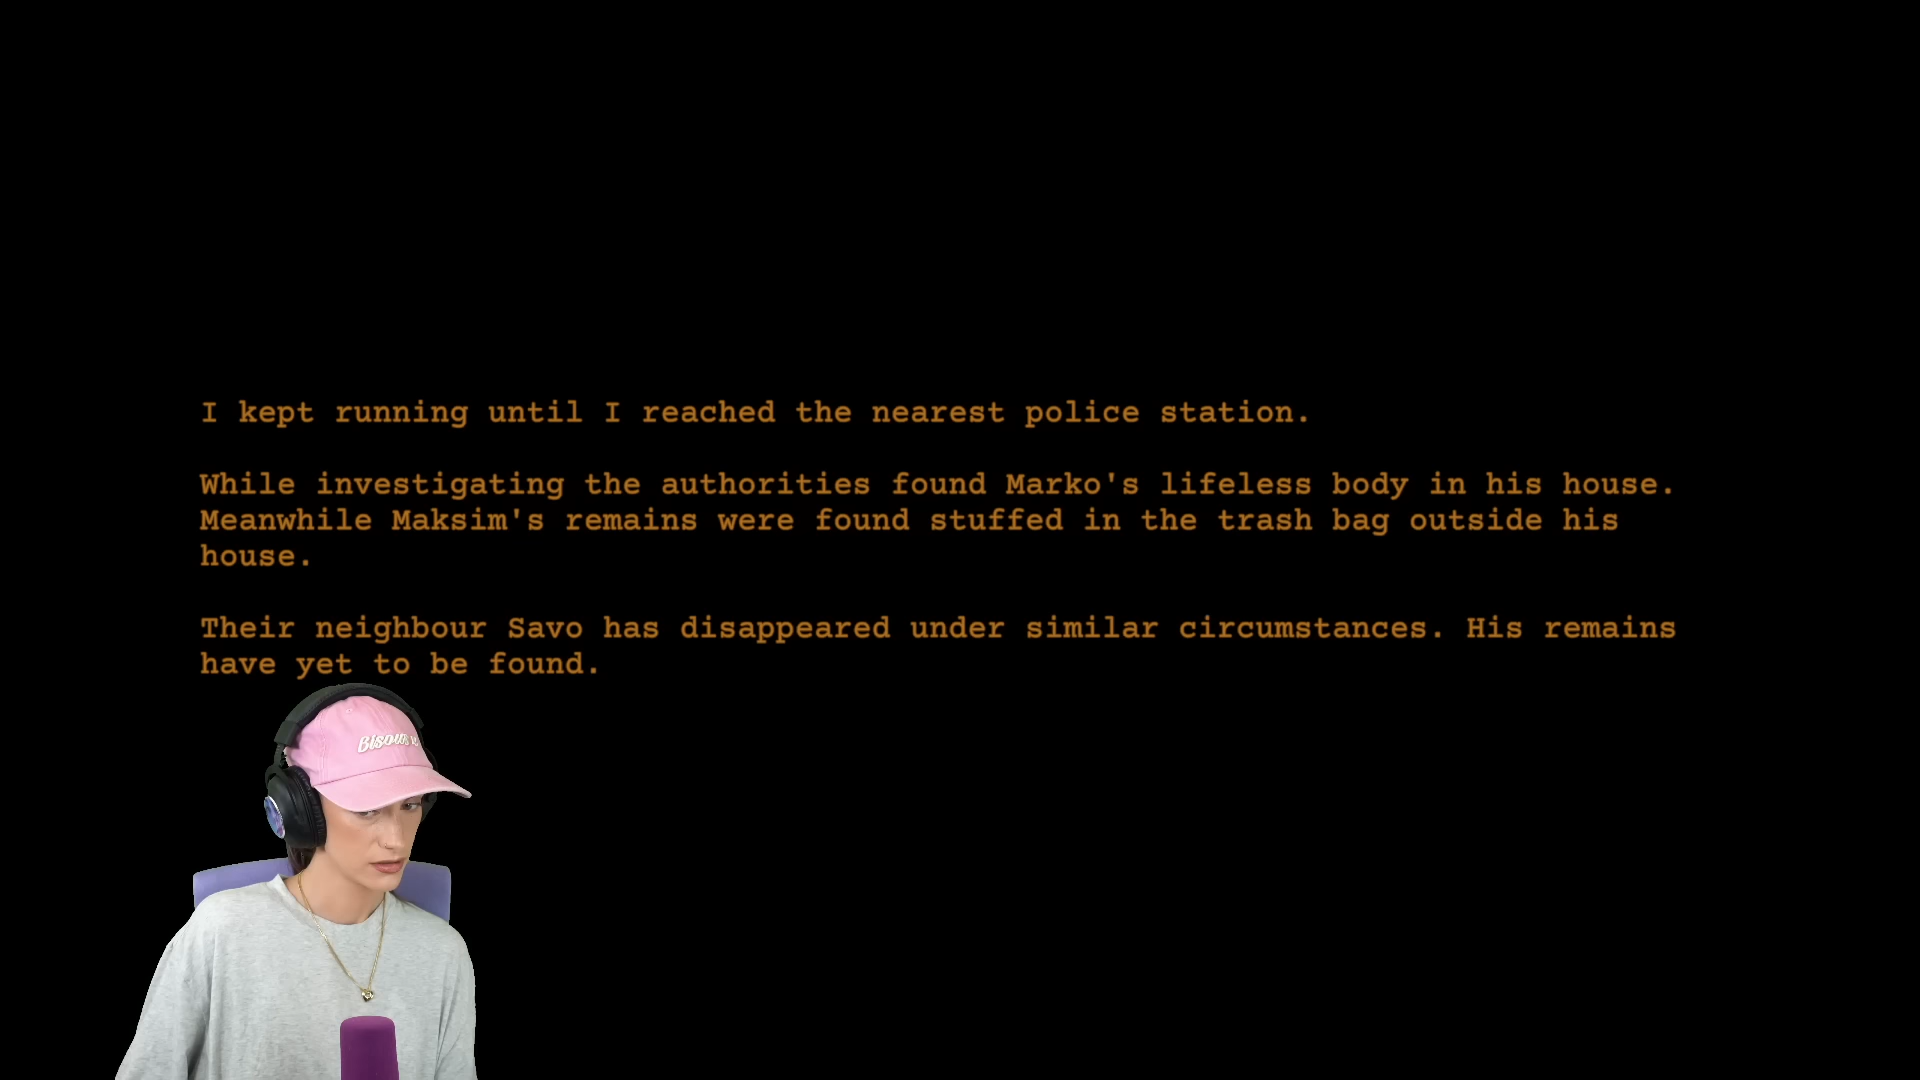 I kept running until I reached the nearest police station.
While investigating the authorities found Marko's lifeless body in his house.
Meanwhile Maksim's remains were found stuffed in the trash bag outside his
house.
Their neighbour Savo has disappeared under similar circumstances. His remains
have yet to be found.